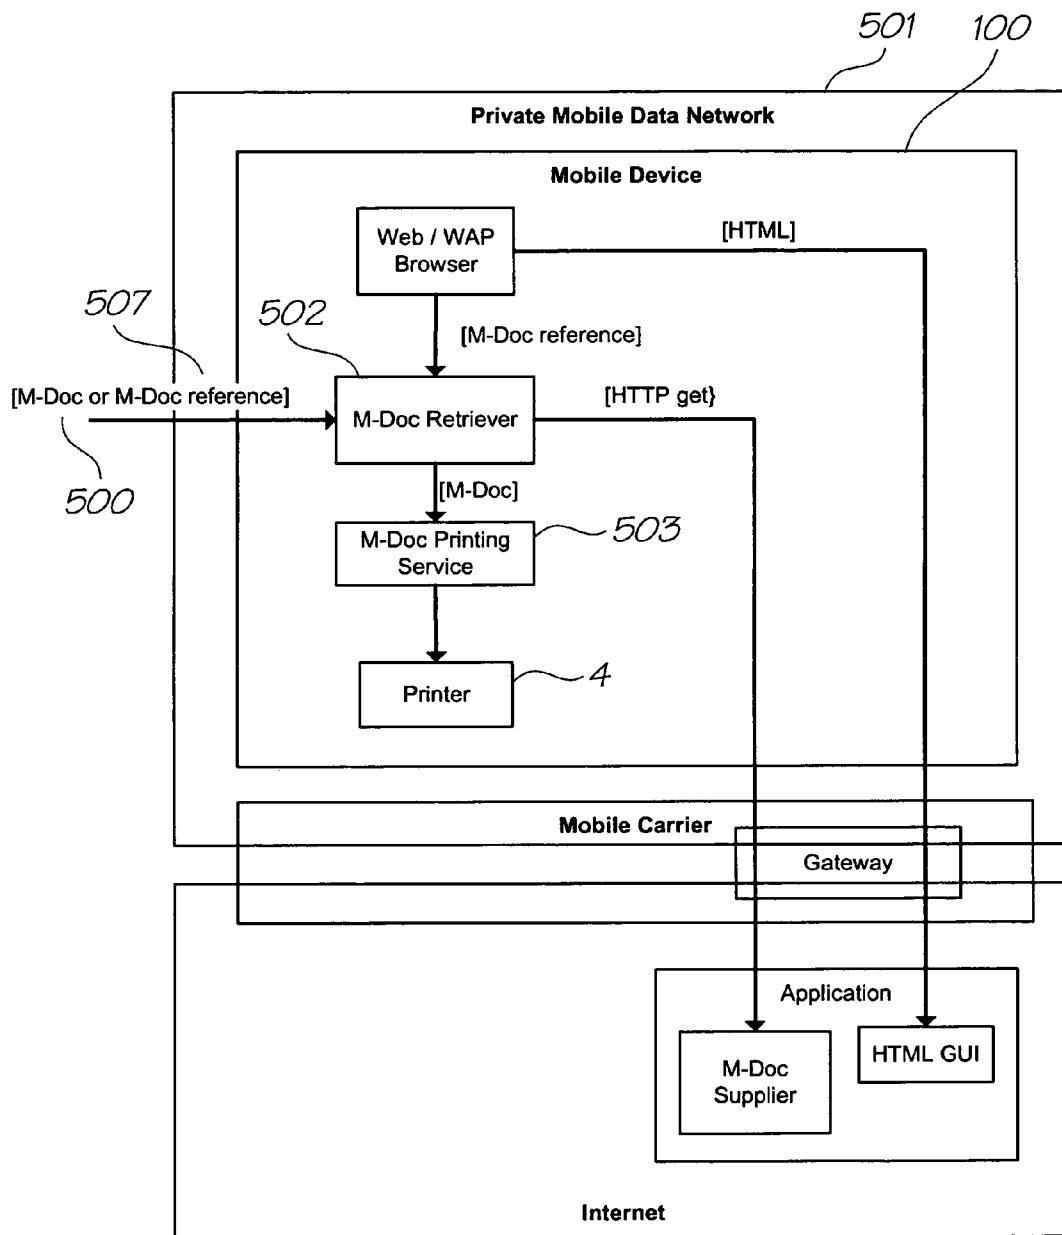 501
100
Private Mobile Data Network
Mobile Device
Web / WAP
Browser
[HTML]
507
502
[M-Doc reference]
[M-Doc or M-Doc reference]
M-Doc Retriever
[HTTP get}
500
[M-Doc]
M-Doc Printing
Service
503
Printer
4
Mobile Carrier
Gateway
Application
M-Doc
Supplier
HTML GUI
Internet